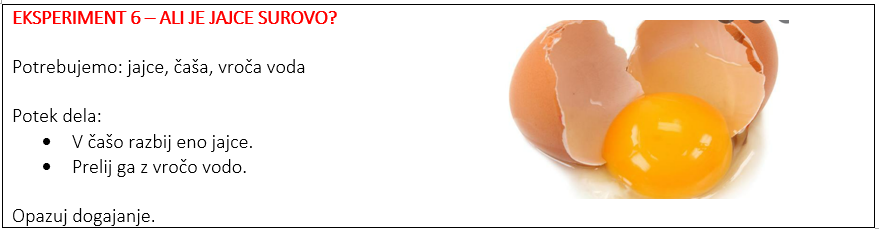 EKSPERIMENT 6 – ALI JE JAJCE SUROVO?
Potrebujemo: jajce, čaša, vroča voda
Potek dela:
• V čašo razbij eno jajce.
• Prelij ga z vročo vodo.
Opazuj dogajanje.